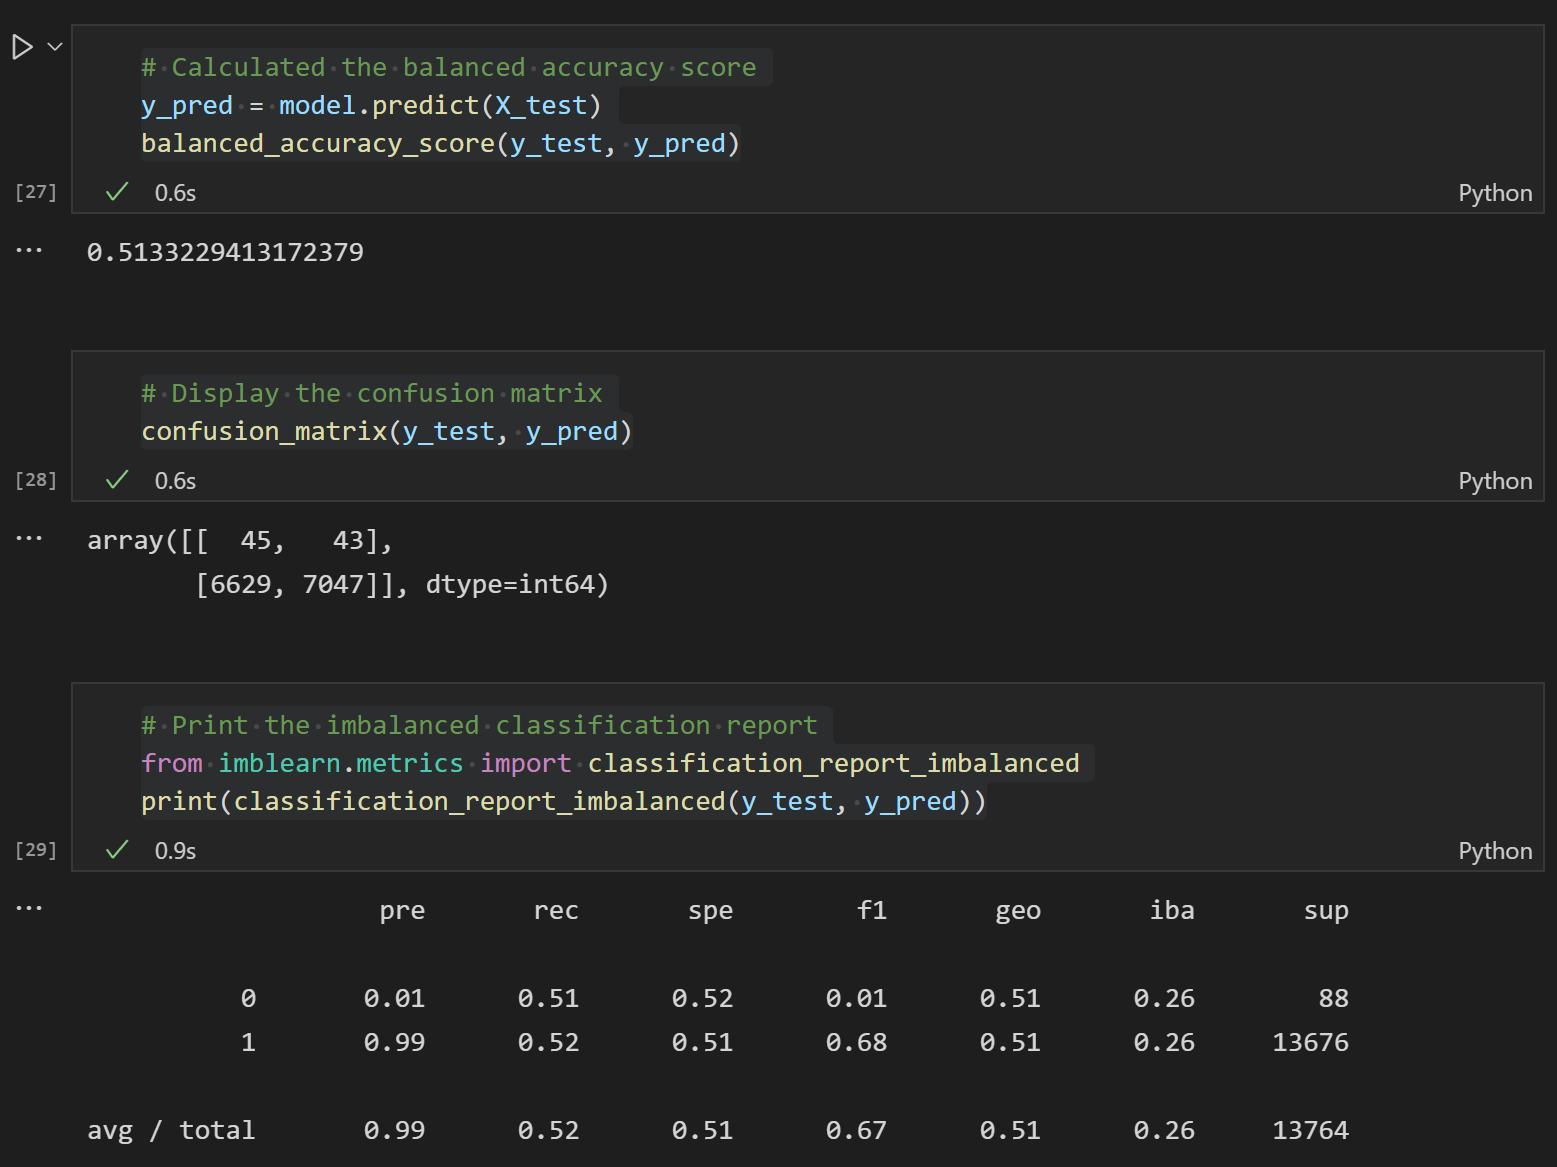 # Calculated the balanced accuracy score
y_pred = model.predict(X_test)
balanced_accuracy_score(y_test, y_pred)
[27] 0.6s Python
... 0.5133229413172379
# Display the confusion matrix
confusion_matrix(y_test, y_pred)
[28] 0.6s Python
... array([[  45,   43],
       [6629, 7047]], dtype=int64)
# Print the imbalanced classification report
from imblearn.metrics import classification_report_imbalanced
print(classification_report_imbalanced(y_test, y_pred))
[29] 0.9s Python
... pre rec spe f1 geo iba sup
0 0.01 0.51 0.52 0.01 0.51 0.26 88
1 0.99 0.52 0.51 0.68 0.51 0.26 13676
avg / total 0.99 0.52 0.51 0.67 0.51 0.26 13764